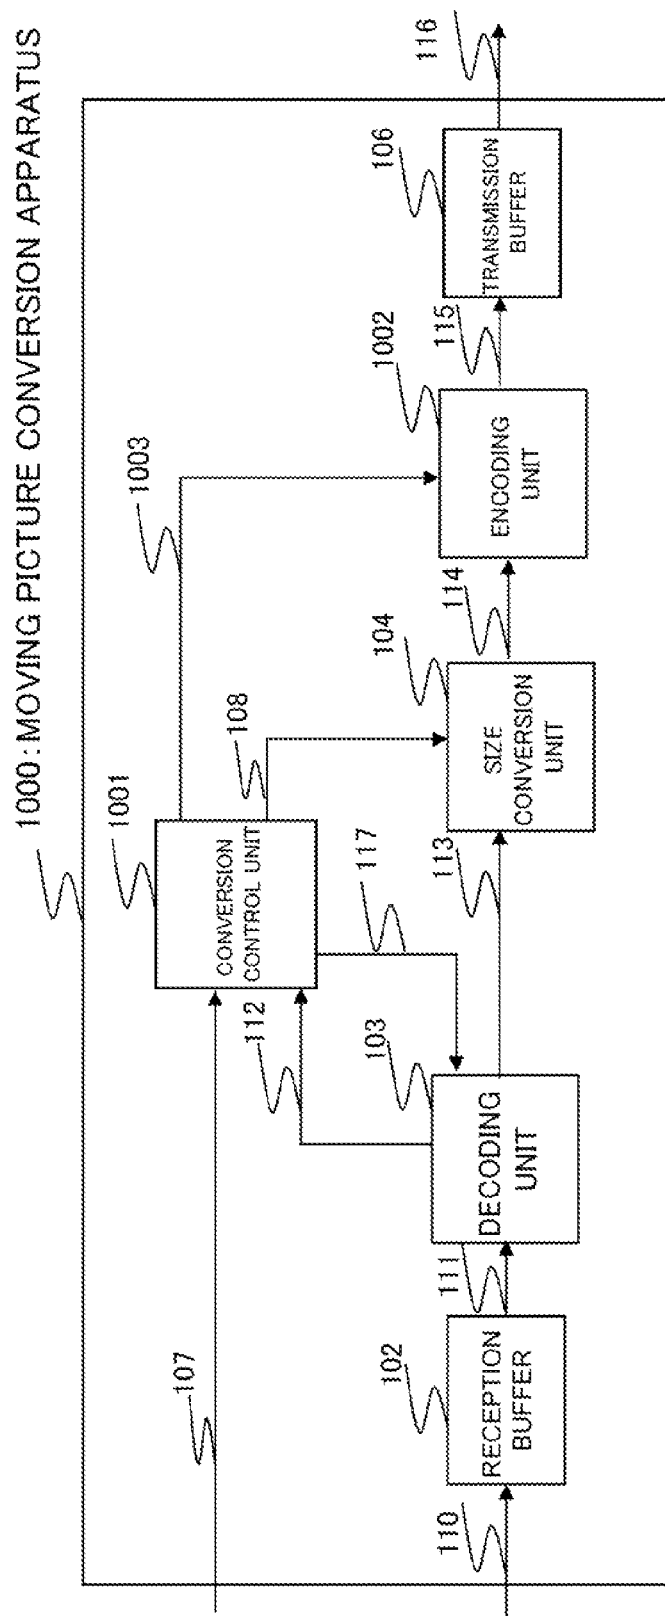 1000:MOVING PICTURE CONVERSION APPARATUS
1001
1003
107
CONVERSION
CONTROL UNIT
108
112
117
103
104
1002
106
116
102
110
RECEPTION
BUFFER
111
DECODING
UNIT
113
SIZE
CONVERSION
UNIT
114
ENCODING
UNIT
115
TRANSMISSION
BUFFER